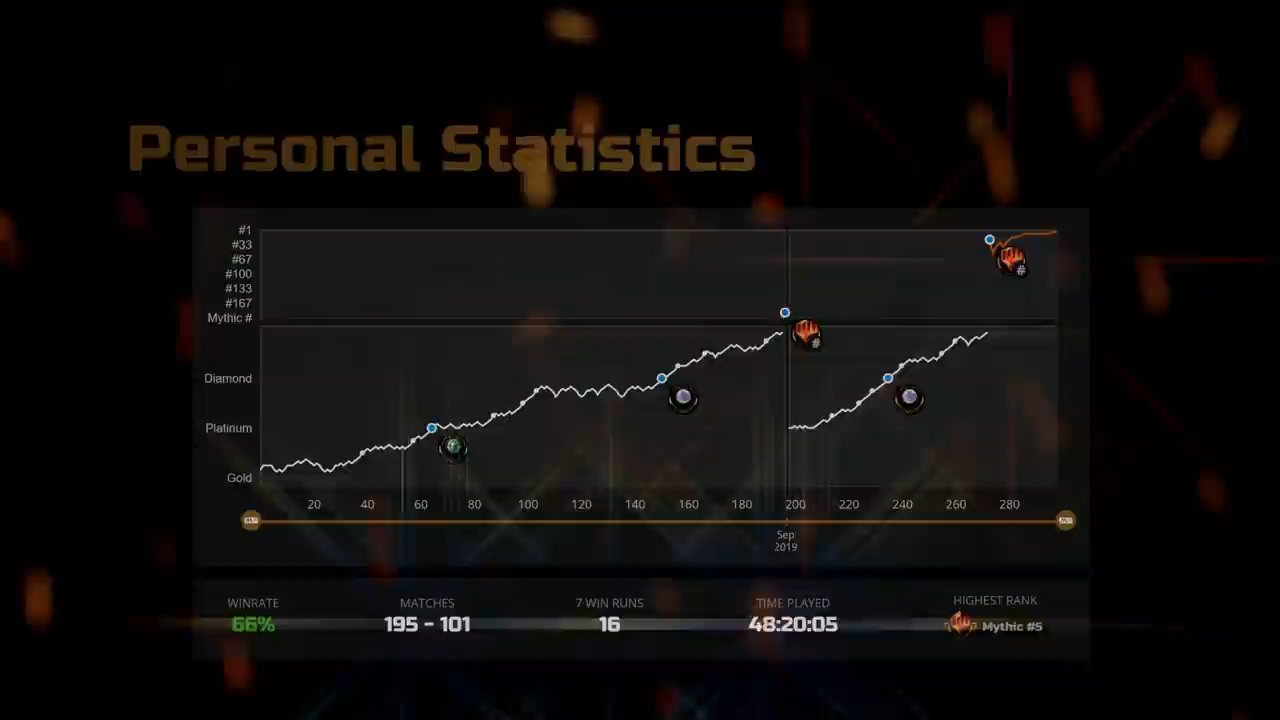 Personal Statistics
#1
#33
#67
#100
#133
#167
Mythic #
Diamond
Platinum
Gold
20 40 60 80 100 120 140 160 180 200 220 240 260 280
Sep
2019
WINRATE MATCHES 7 WIN RUNS TIME PLAYED HIGHEST RANK
66% 195 - 101 16 48:20:05 Mythic #5